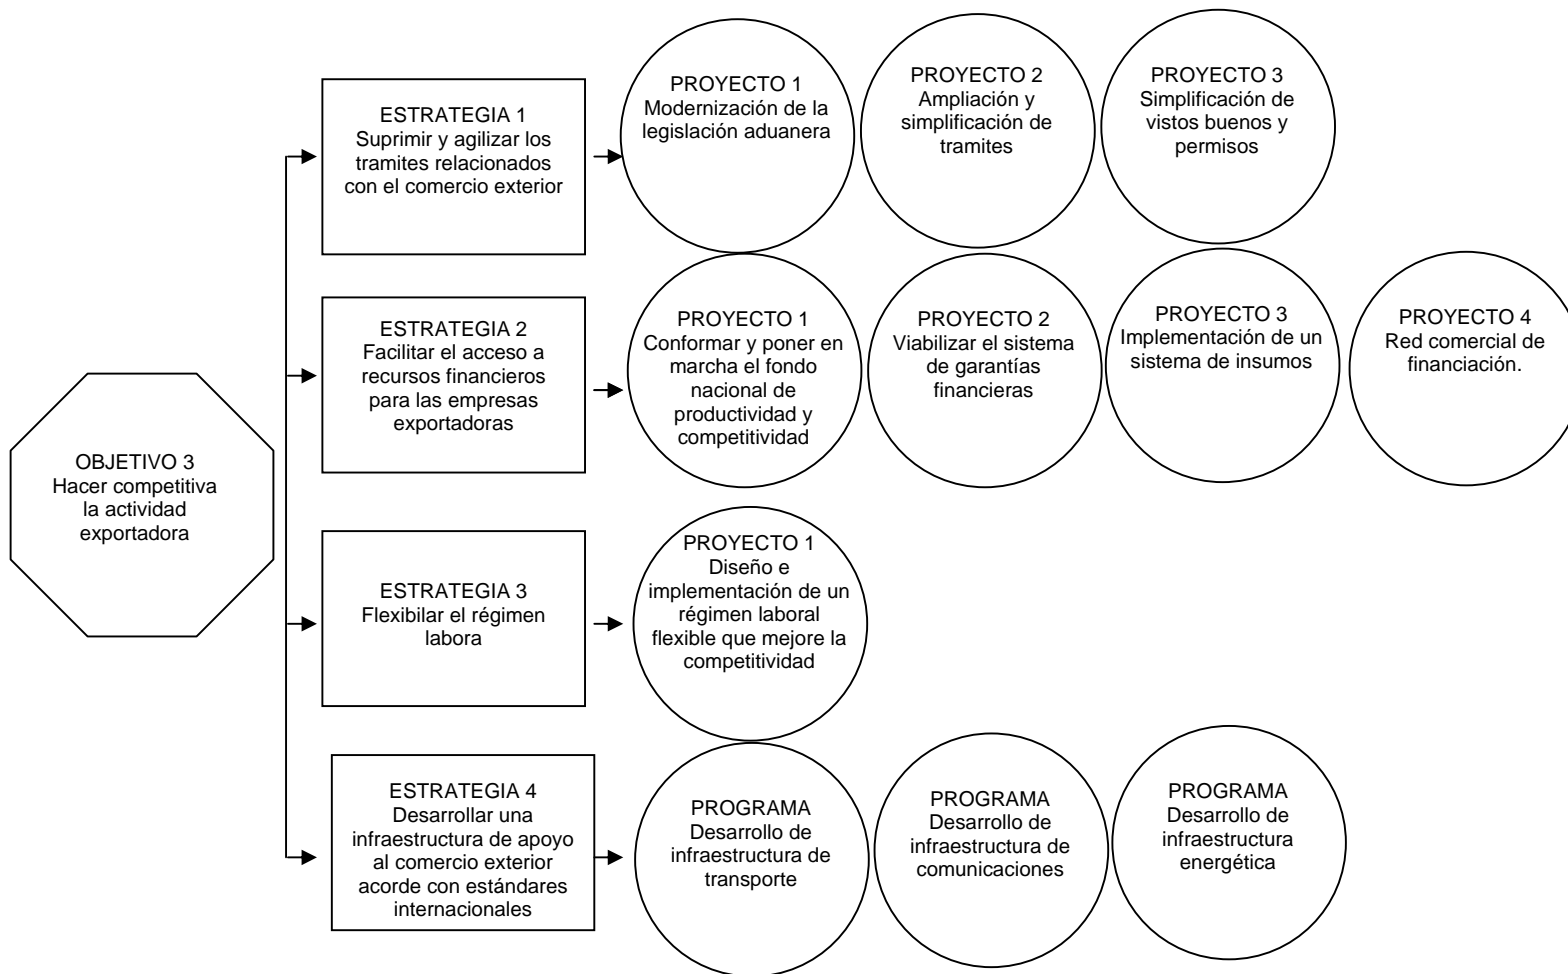 OBJETIVO 3
Hacer competitiva
la actividad
exportadora
ESTRATEGIA 1
Suprimir y agilizar los
tramites relacionados
con el comercio exterior
PROYECTO 1
Modernización de la
legislación aduanera
PROYECTO 2
Ampliación y
simplificación de
tramites
PROYECTO 3
Simplificación de
vistos buenos y
permisos
ESTRATEGIA 2
Facilitar el acceso a
recursos financieros
para las empresas
exportadoras
PROYECTO 1
Conformar y poner en
marcha el fondo
nacional de
productividad y
competitividad
PROYECTO 2
Viabilizar el sistema
de garantías
financieras
PROYECTO 3
Implementación de un
sistema de insumos
PROYECTO 4
Red comercial de
financiación.
ESTRATEGIA 3
Flexibilar el régimen
labora
PROYECTO 1
Diseño e
implementación de un
régimen laboral
flexible que mejore la
competitividad
ESTRATEGIA 4
Desarrollar una
infraestructura de apoyo
al comercio exterior
acorde con estándares
internacionales
PROGRAMA
Desarrollo de
infraestructura de
transporte
PROGRAMA
Desarrollo de
infraestructura de
comunicaciones
PROGRAMA
Desarrollo de
infraestructura
energética